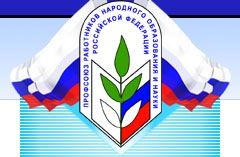 ПРОФСОЮЗ РАБОТНИКОВ НАРОДНОГО ОБРАЗОВАНИЯ И НАУКИ
РОССИЙСКОЙ ФЕДЕРАЦИИ